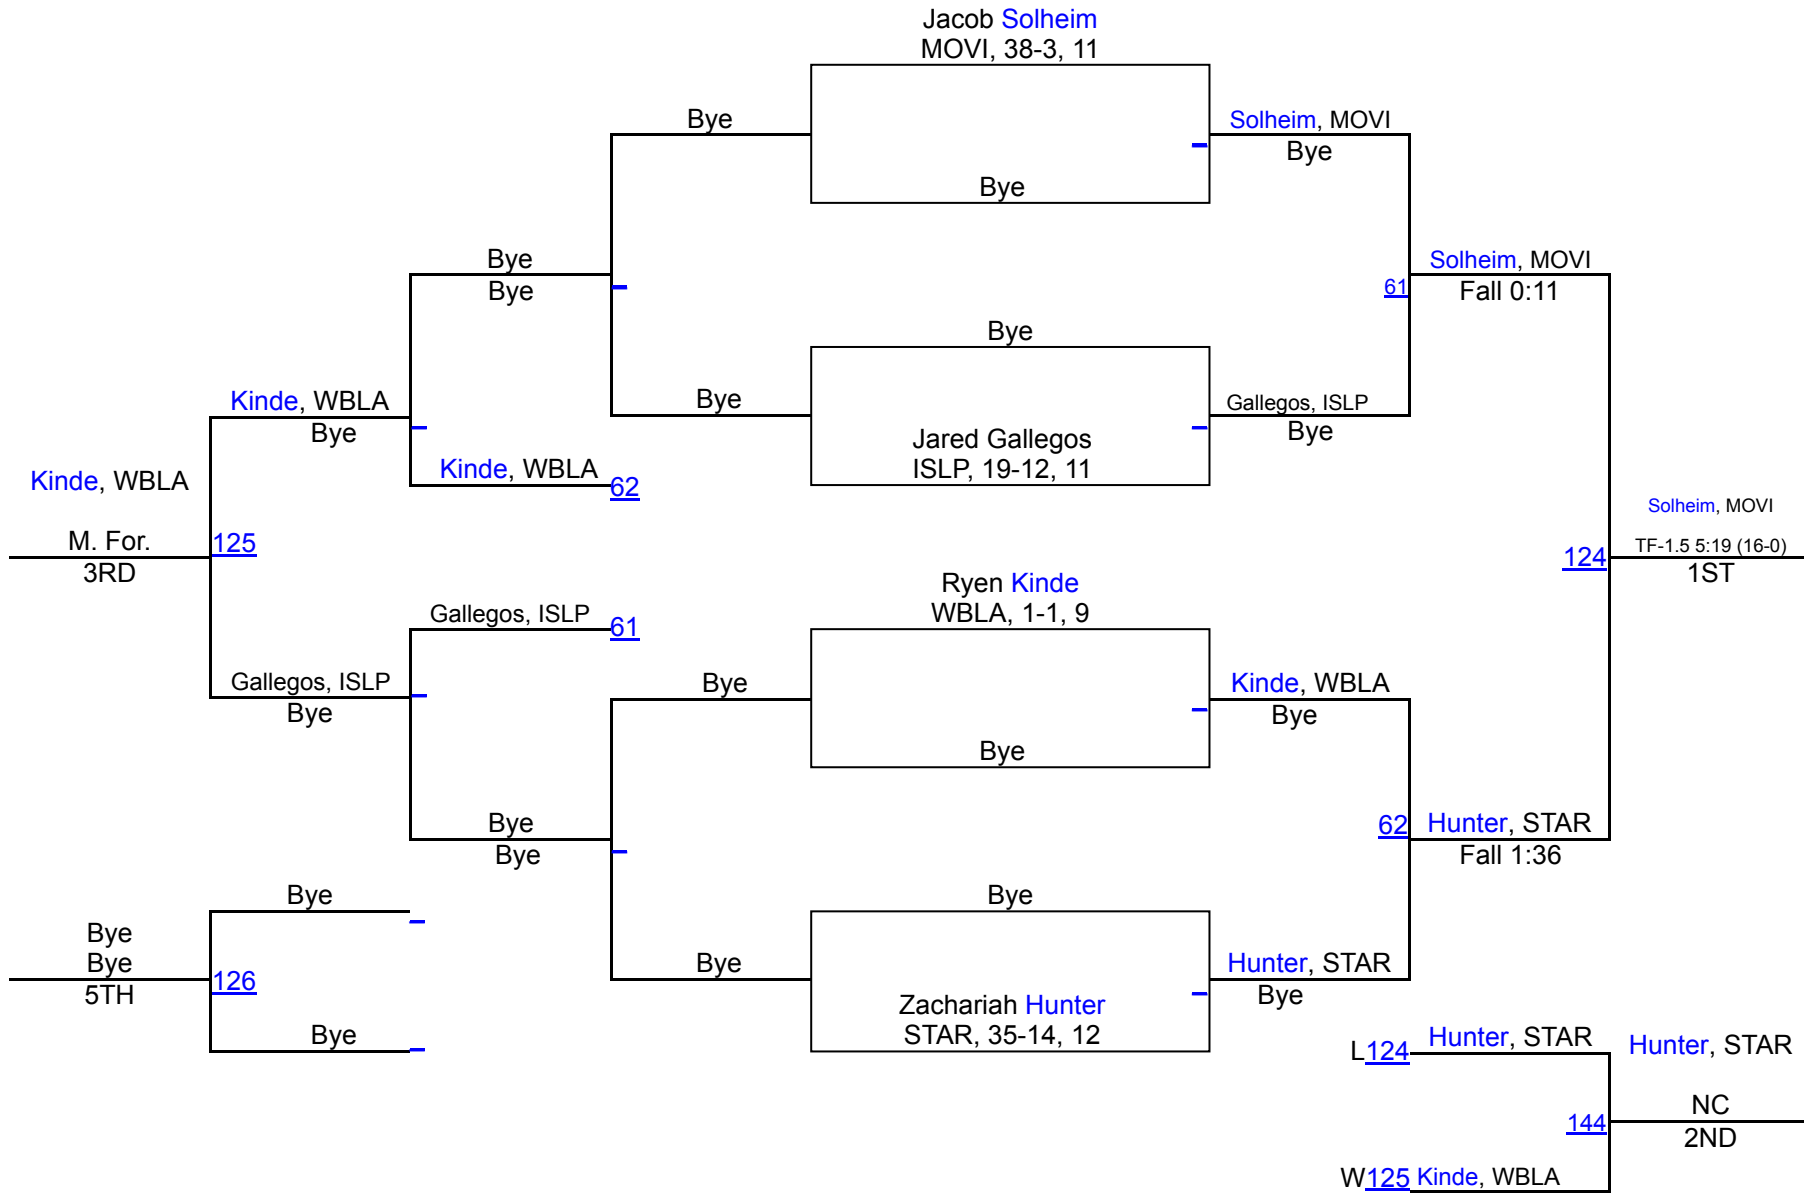 Jacob Solheim
MOVI, 38-3, 11
Bye
Solheim, MOVI
Bye
Bye
Bye
Bye
Solheim, MOVI
61
Fall 0:11
Bye
Kinde, WBLA
Bye
Bye
Gallegos, ISLP
Bye
Jared Gallegos
ISLP, 19-12, 11
Kinde, WBLA
62
Kinde, WBLA
M. For.
3RD
125
Solheim, MOVI
124
TF-1.5 5:19 (16-0)
1ST
Ryen Kinde
WBLA, 1-1, 9
Gallegos, ISLP
61
Gallegos, ISLP
Bye
Bye
Kinde, WBLA
Bye
Bye
Bye
Bye
62
Hunter, STAR
Fall 1:36
Bye
Bye
Bye
Bye
5TH
126
Bye
Bye
Hunter, STAR
Bye
Zachariah Hunter
STAR, 35-14, 12
L124
Hunter, STAR
Hunter, STAR
NC
2ND
144
W125 Kinde, WBLA